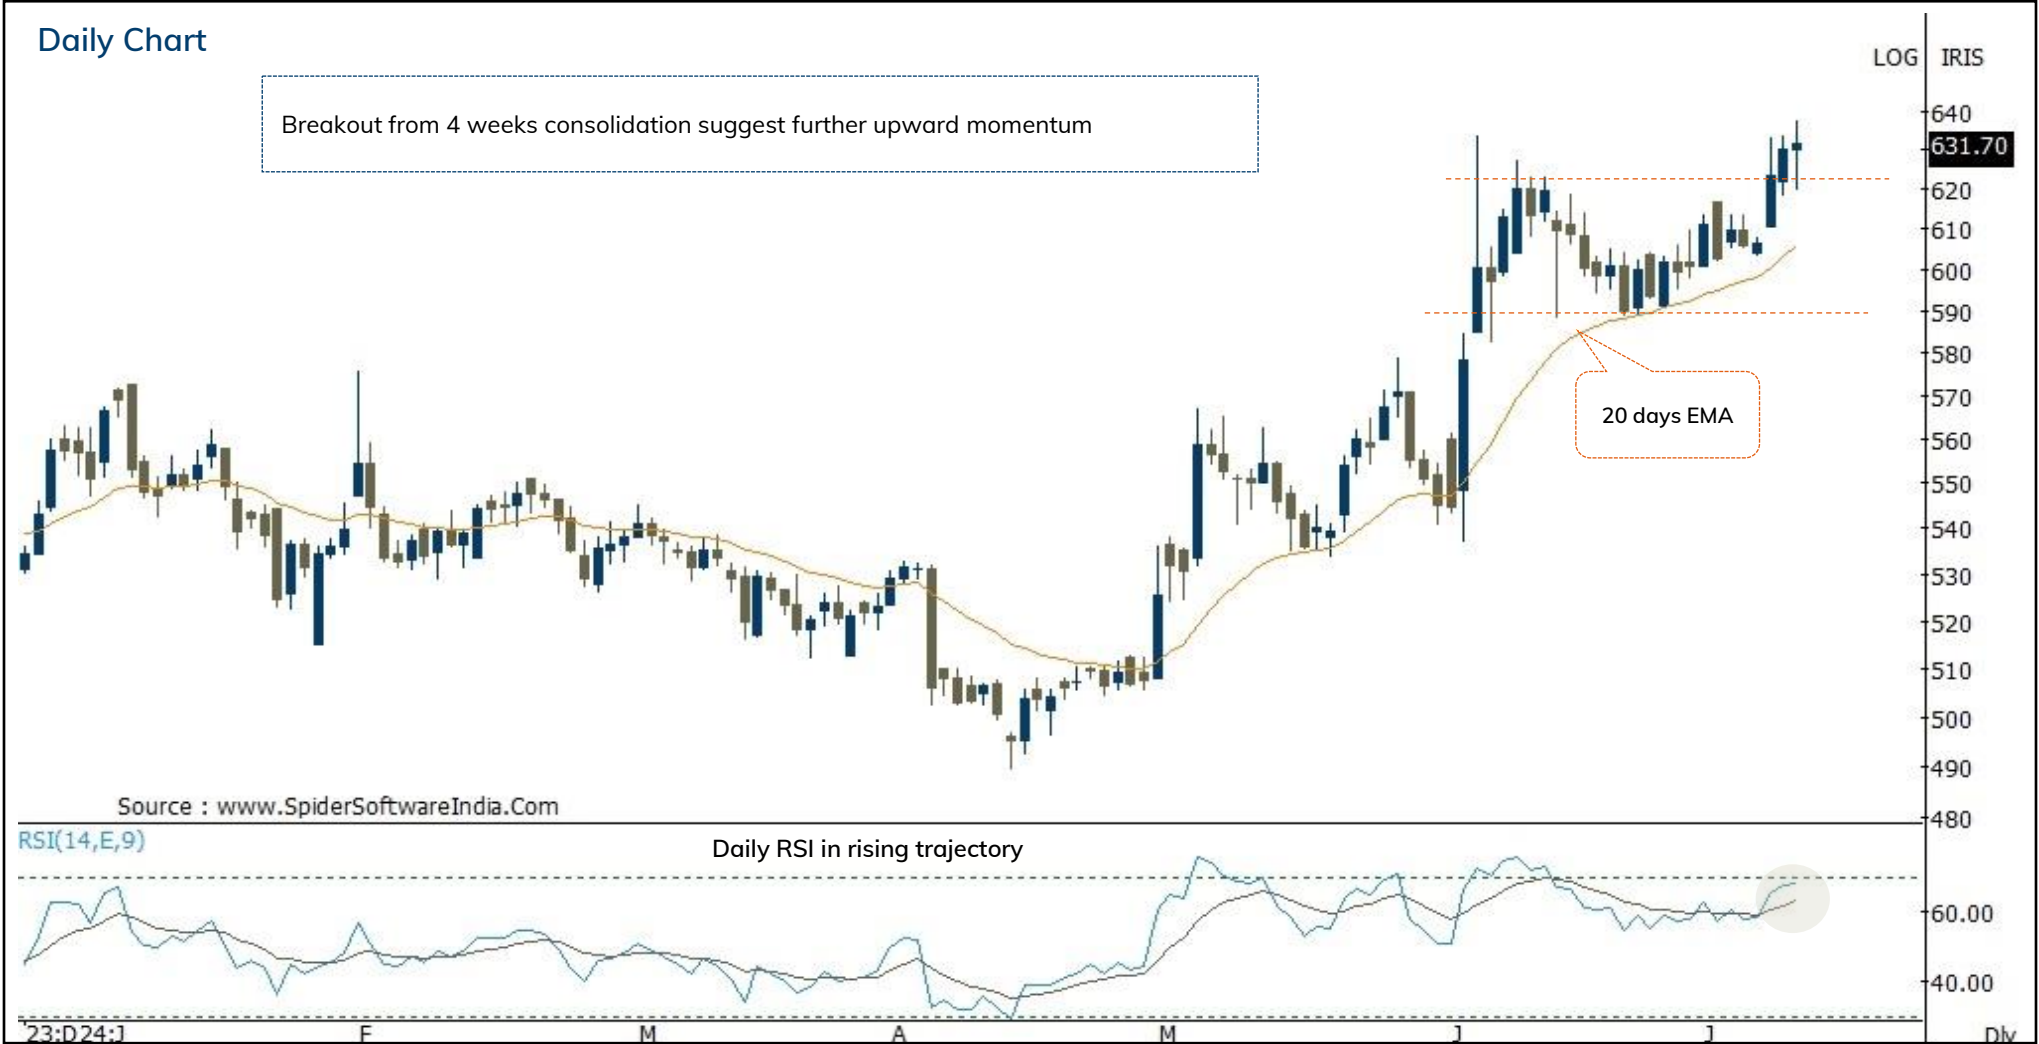 Daily Chart
LOG IRIS
Breakout from 4 weeks consolidation suggest further upward momentum
640
631.70
620
610
600
590
580
570
20 days EMA
560
550
540
530
520
510
500
490
Source : www.SpiderSoftwareIndia.Com
480
RSI(14,E,9)
Daily RSI in rising trajectory
60.00
40.00
'23:D24:J F M A M J J Dly